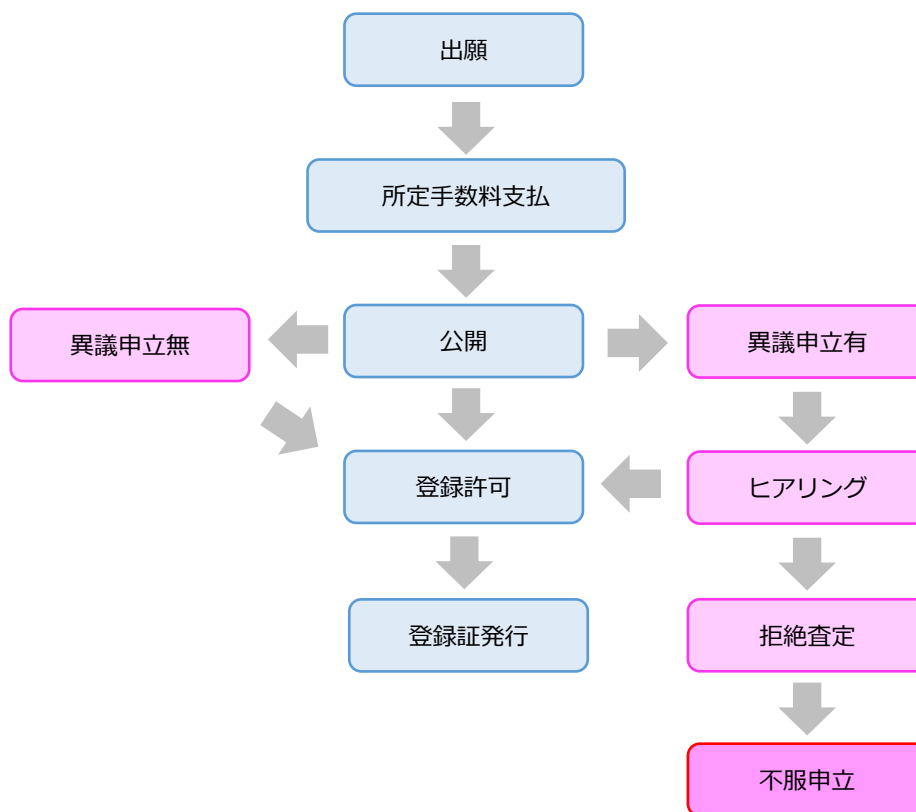 出願
所定手数料支払
異議申立無
公開
異議申立有
登録許可
ヒアリング
登録証発行
拒絶査定
不服申立